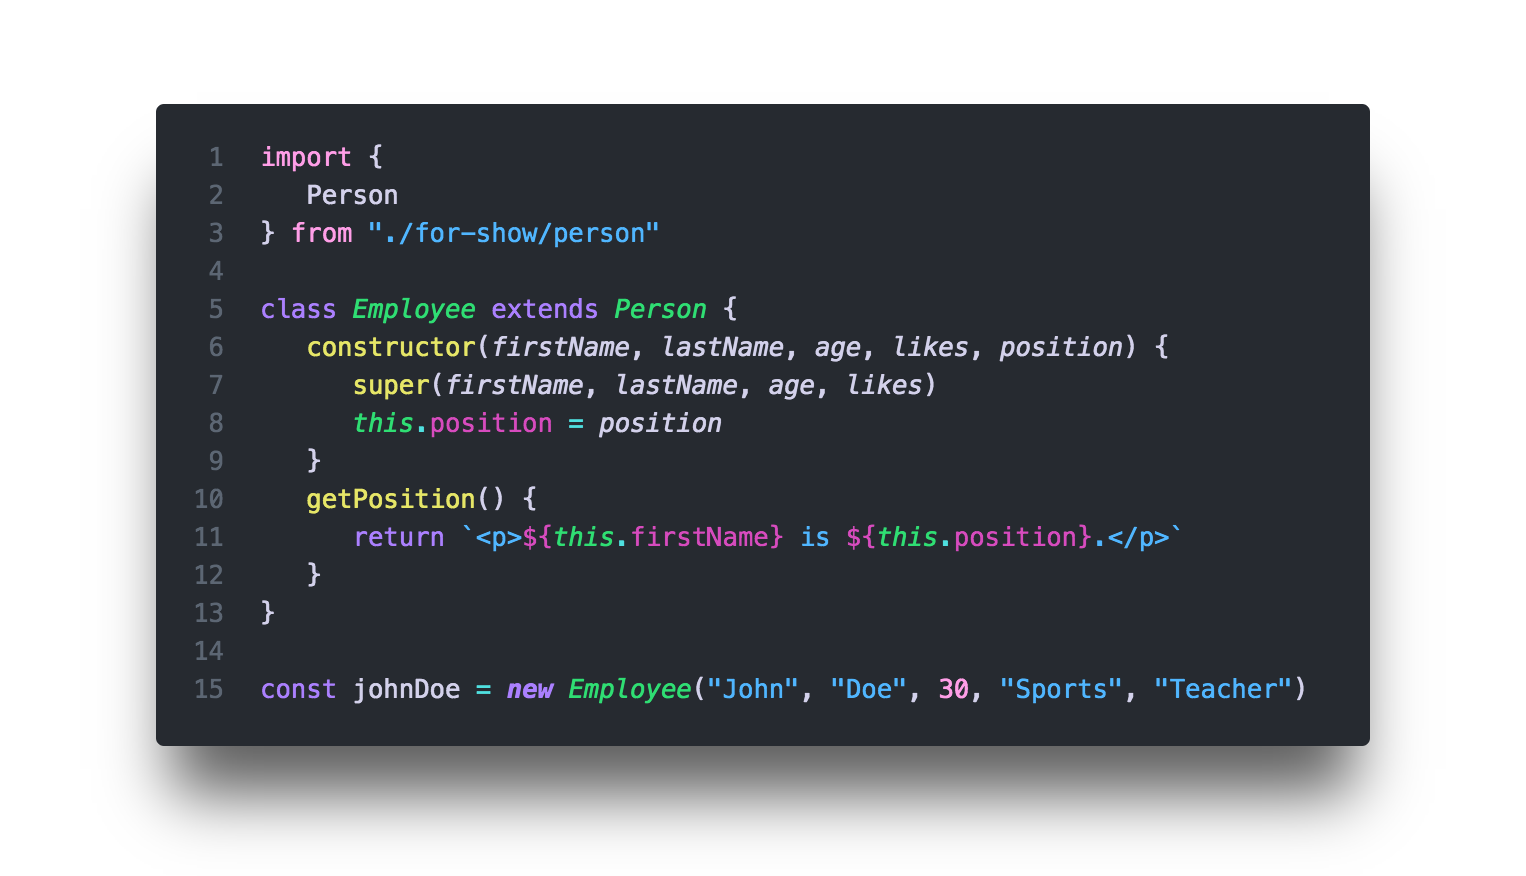 1 import {
2    Person
3 } from "./for-show/person"
4
5 class Employee extends Person {
6    constructor(firstName, lastName, age, likes, position) {
7       super(firstName, lastName, age, likes)
8       this.position = position
9    }
10    getPosition() {
11       return `<p>${this.firstName} is ${this.position}.</p>`
12    }
13 }
14
15 const johnDoe = new Employee("John", "Doe", 30, "Sports", "Teacher")